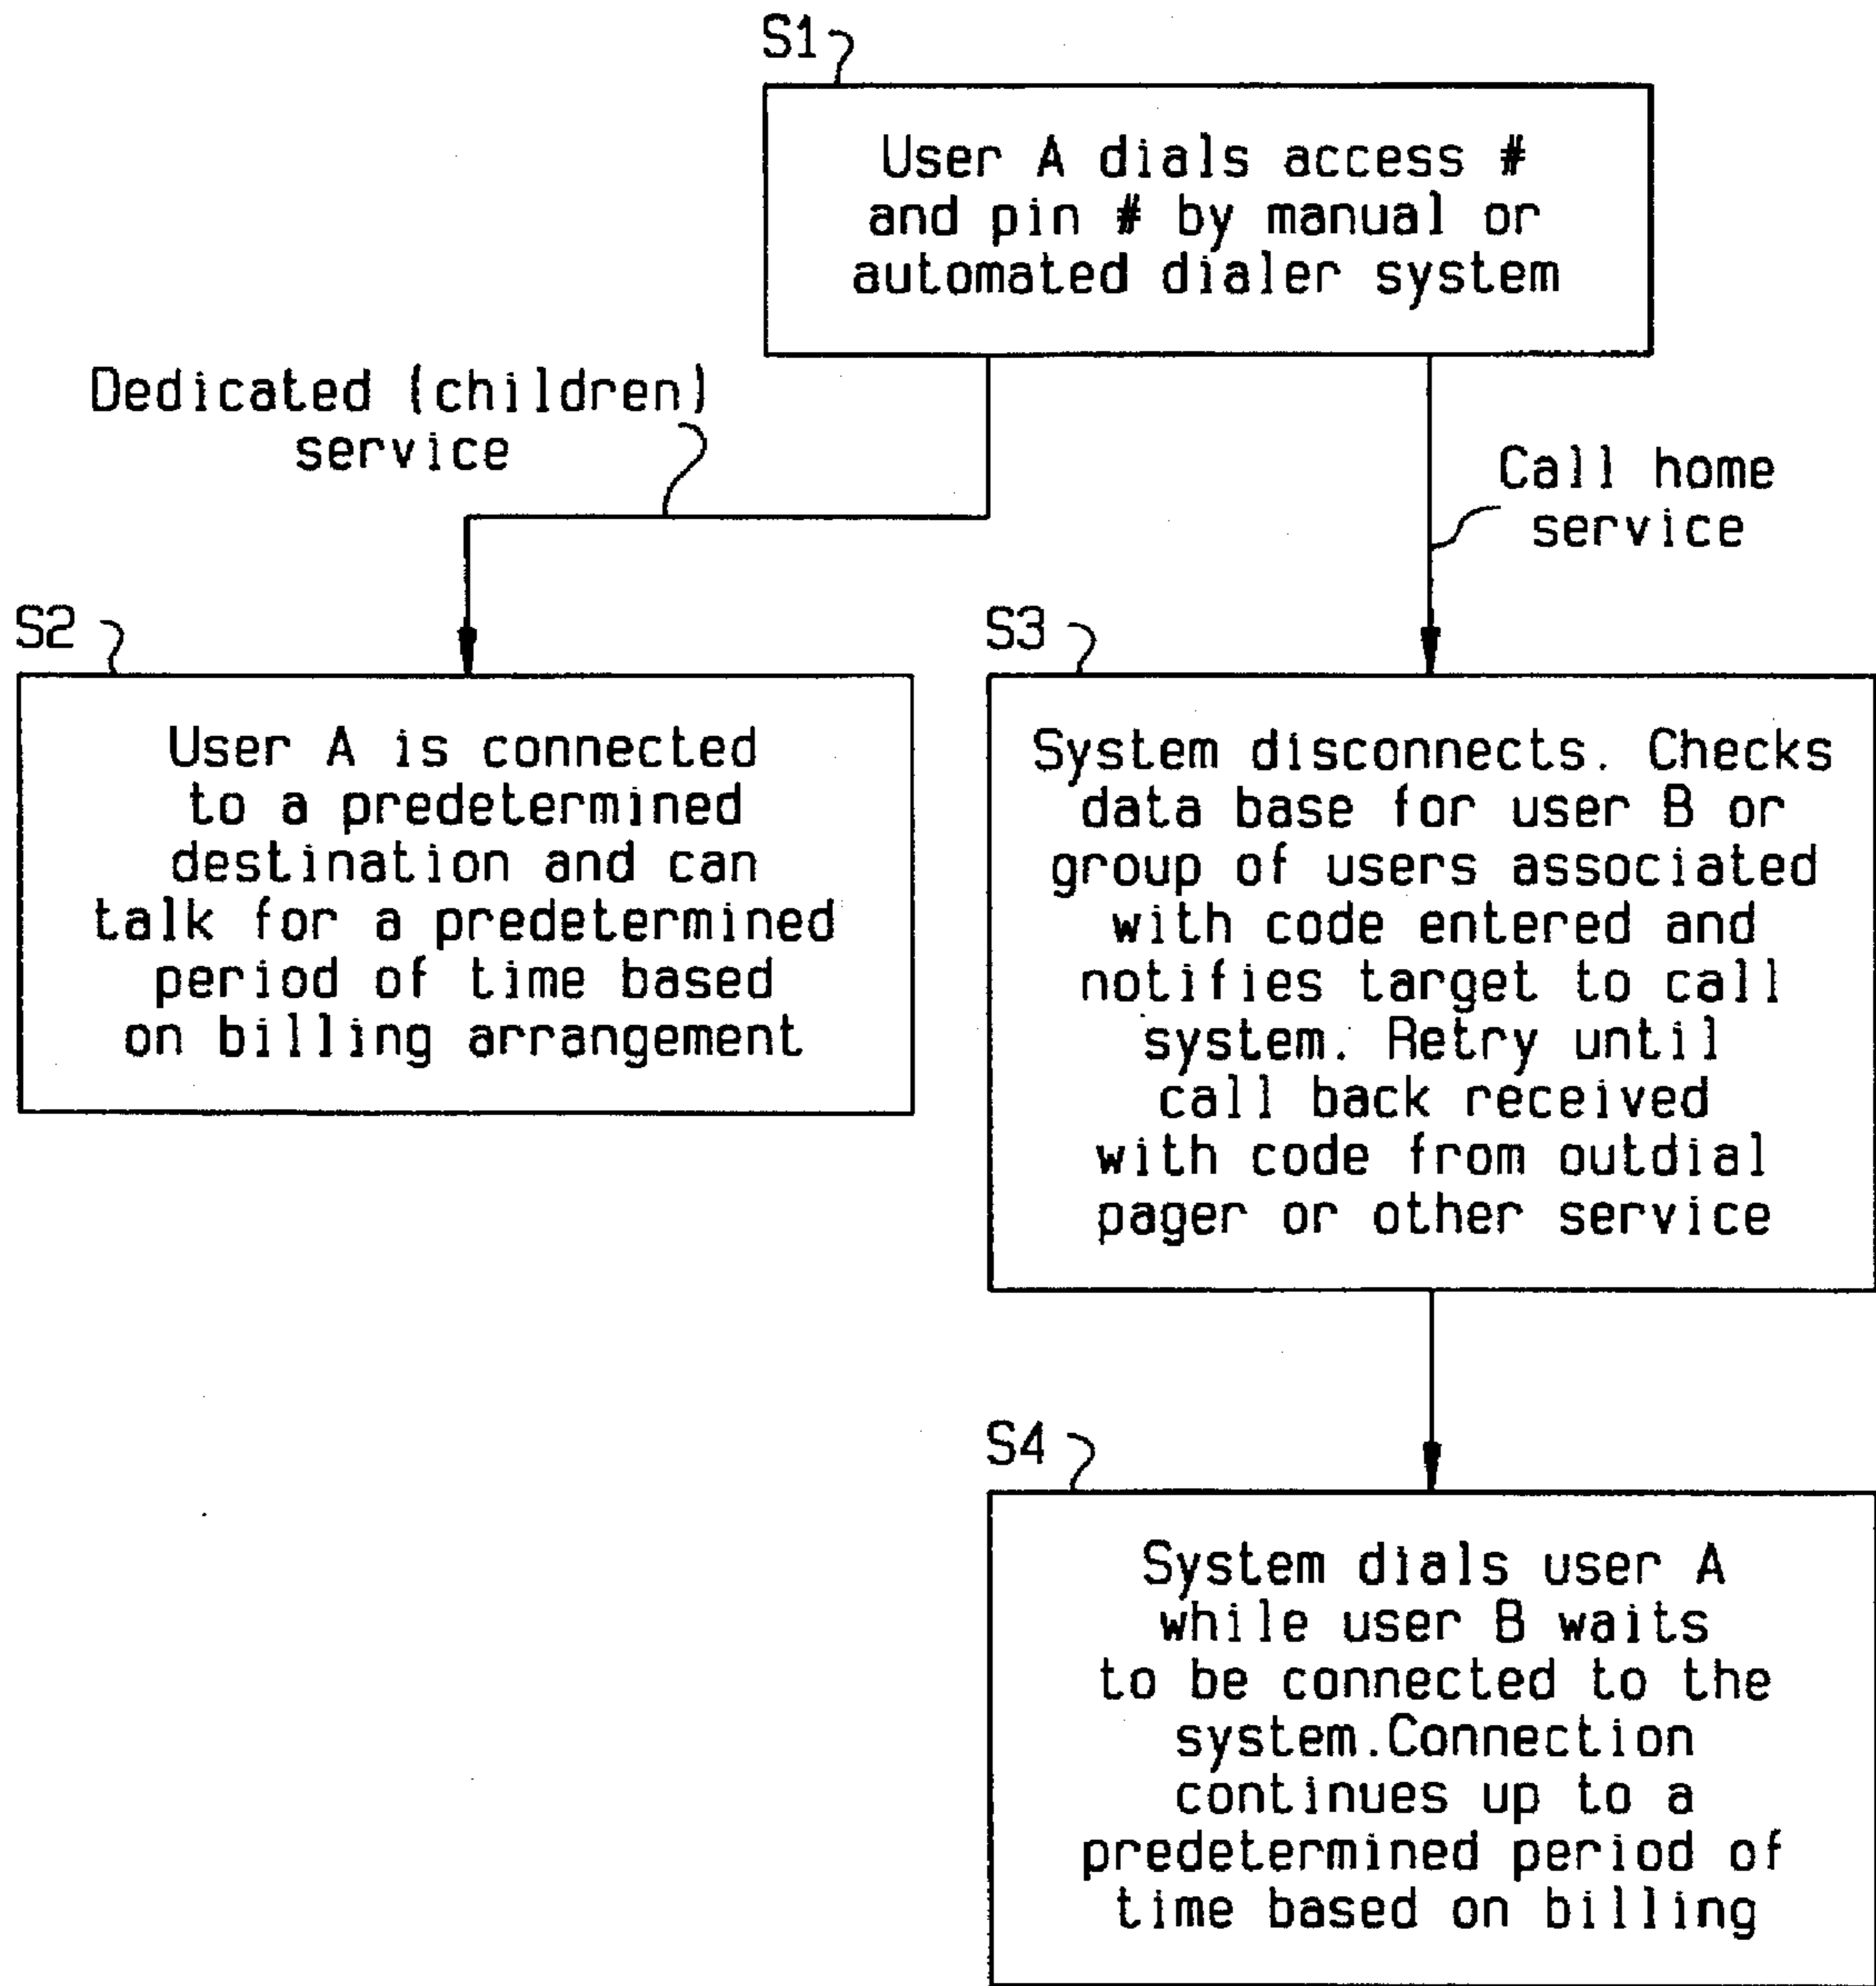 S1
User A dials access #
and pin # by manual or
automated dialer system
Dedicated (children)
service
Call home
service
S2
User A is connected
to a predetermined
destination and can
talk for a predetermined
period of time based
on billing arrangement
S3
System disconnects. Checks
data base for user B or
group of users associated
with code entered and
notifies target to call
system. Retry until
call back received
with code from outdial
pager or other service
S4
System dials user A
while user B waits
to be connected to the
system.Connection
continues up to a
predetermined period of
time based on billing